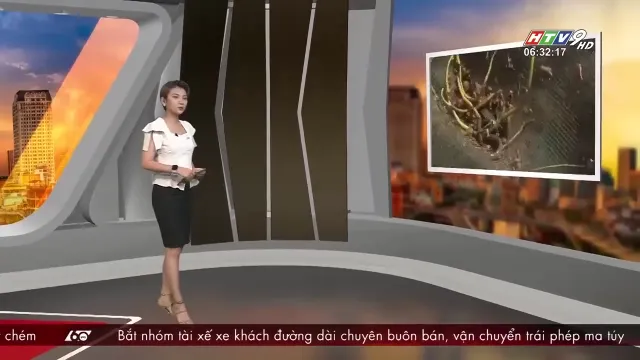 HTV9 HD
06:32:17
chém 60 Bắt nhóm tài xế xe khách đường dài chuyên buôn bán, vận chuyển trái phép ma túy